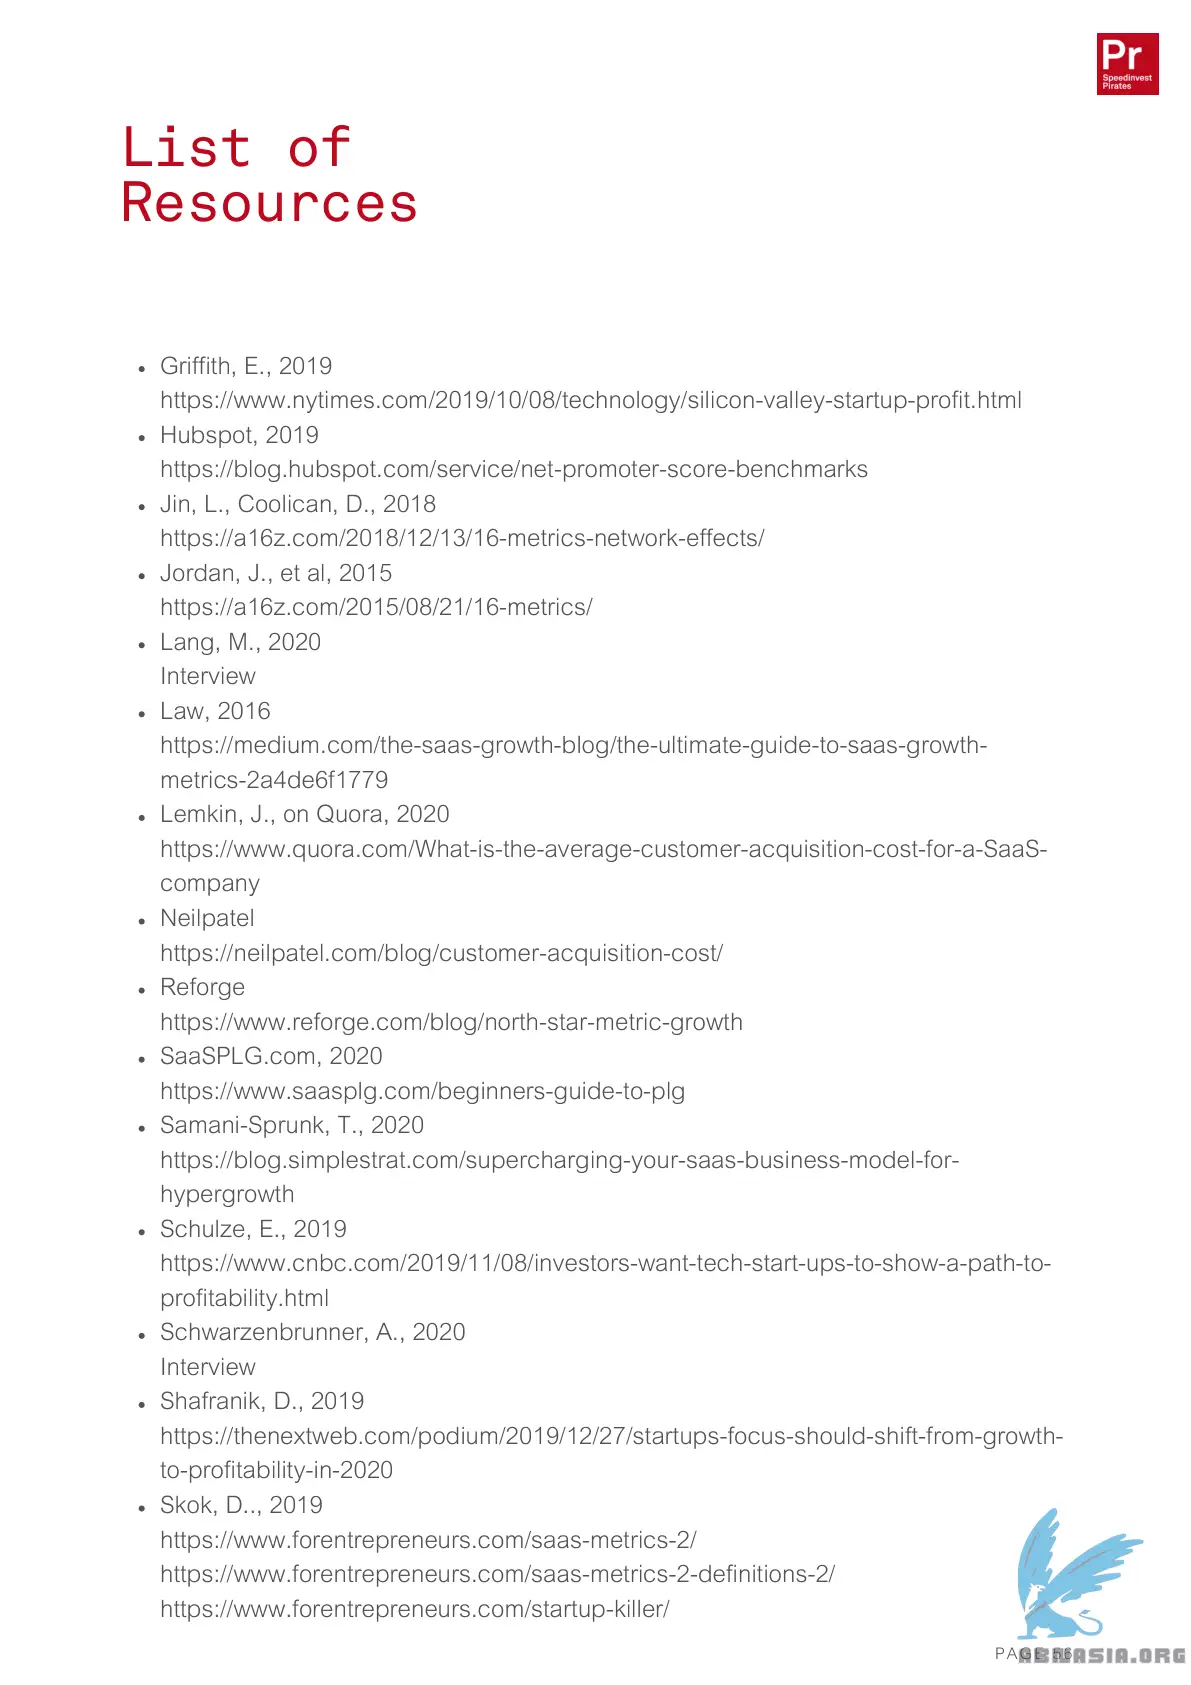 Pr
Speedinvest
Pirates
List of
Resources
• Griffith, E., 2019
https://www.nytimes.com/2019/10/08/technology/silicon-valley-startup-profit.html
• Hubspot, 2019
https://blog.hubspot.com/service/net-promoter-score-benchmarks
• Jin, L., Coolican, D., 2018
https://a16z.com/2018/12/13/16-metrics-network-effects/
• Jordan, J., et al, 2015
https://a16z.com/2015/08/21/16-metrics/
• Lang, M., 2020
Interview
• Law, 2016
https://medium.com/the-saas-growth-blog/the-ultimate-guide-to-saas-growth-
metrics-2a4de6f1779
• Lemkin, J., on Quora, 2020
https://www.quora.com/What-is-the-average-customer-acquisition-cost-for-a-SaaS-
company
• Neilpatel
https://neilpatel.com/blog/customer-acquisition-cost/
• Reforge
https://www.reforge.com/blog/north-star-metric-growth
• SaaSPLG.com, 2020
https://www.saasplg.com/beginners-guide-to-plg
• Samani-Sprunk, T., 2020
https://blog.simplestrat.com/supercharging-your-saas-business-model-for-
hypergrowth
• Schulze, E., 2019
https://www.cnbc.com/2019/11/08/investors-want-tech-start-ups-to-show-a-path-to-
profitability.html
• Schwarzenbrunner, A., 2020
Interview
• Shafranik, D., 2019
https://thenextweb.com/podium/2019/12/27/startups-focus-should-shift-from-growth-
to-profitability-in-2020
• Skok, D.., 2019
https://www.forentrepreneurs.com/saas-metrics-2/
https://www.forentrepreneurs.com/saas-metrics-2-definitions-2/
https://www.forentrepreneurs.com/startup-killer/
PAGE 56
ABNASIA.ORG